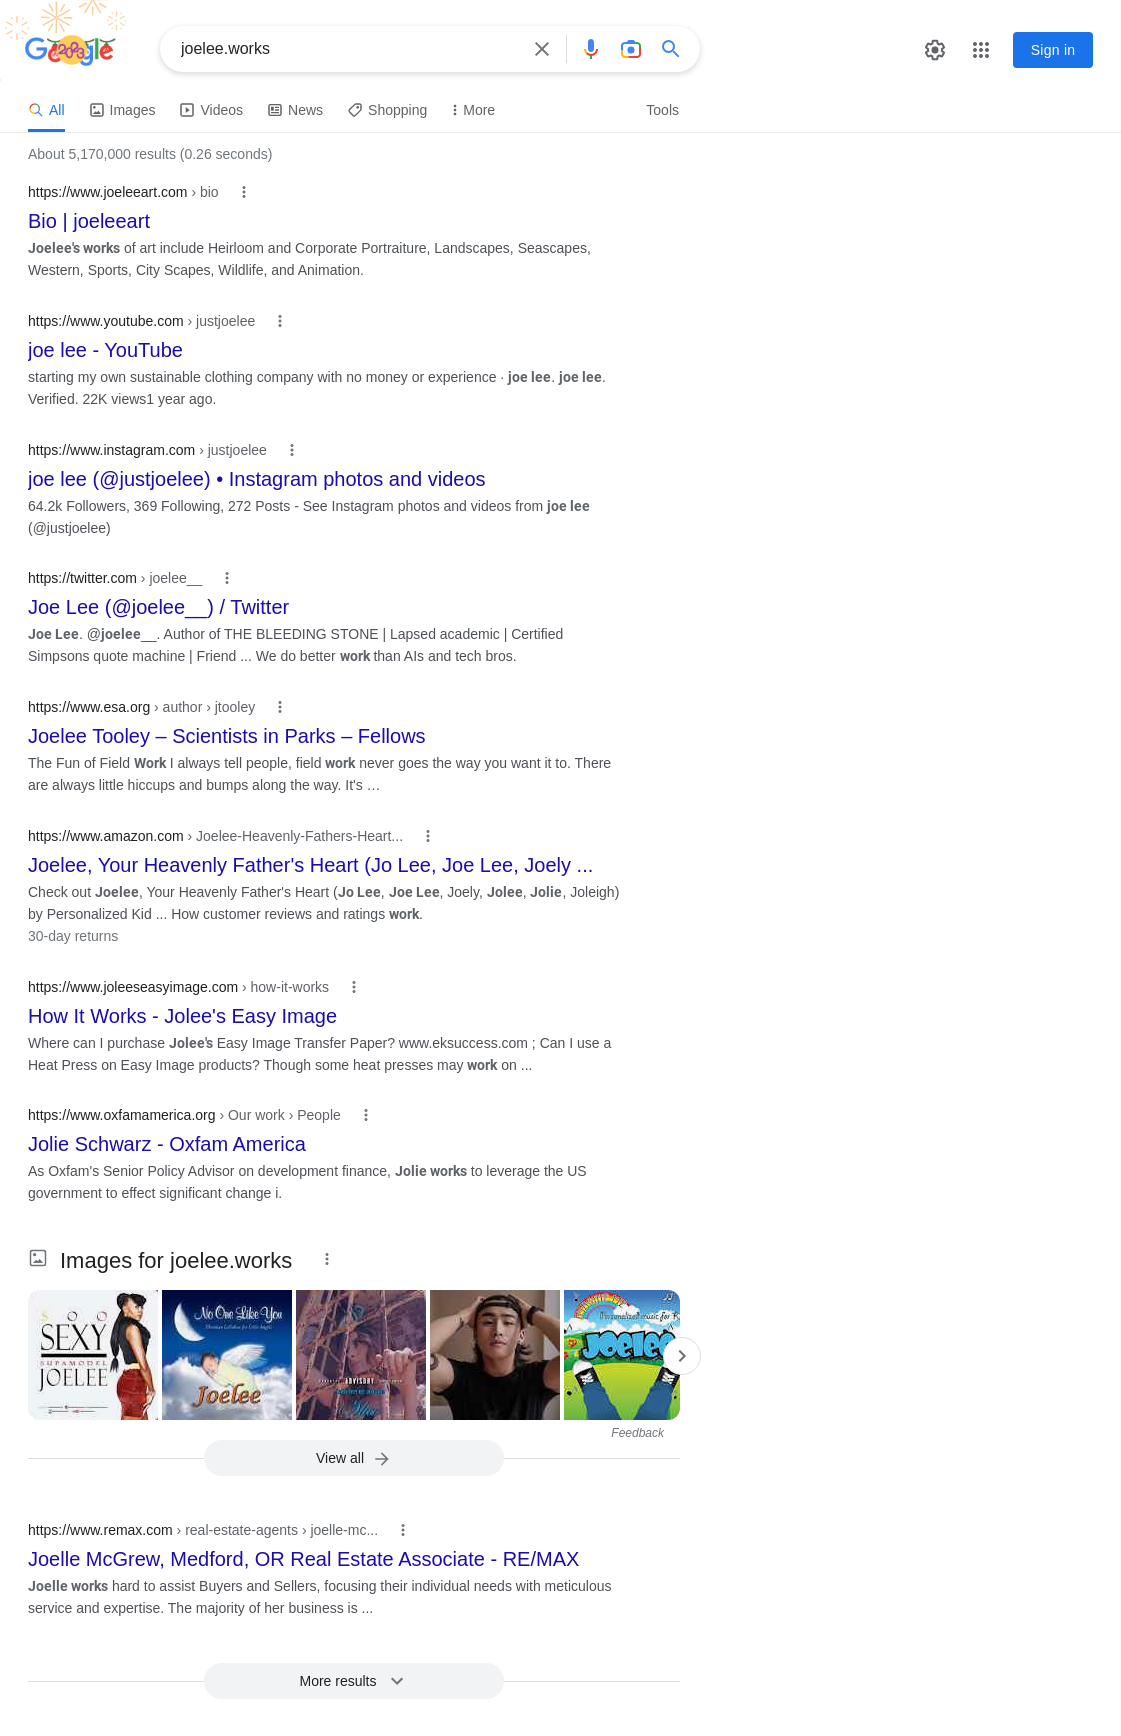 Google
joelee.works
Sign in
All
Images
Videos
News
Shopping
More
Tools
About 5,170,000 results (0.26 seconds)
https://www.joeleeart.com › bio
Bio | joeleeart
Joelee's works of art include Heirloom and Corporate Portraiture, Landscapes, Seascapes,
Western, Sports, City Scapes, Wildlife, and Animation.
https://www.youtube.com › justjoelee
joe lee - YouTube
starting my own sustainable clothing company with no money or experience · joe lee. joe lee.
Verified. 22K views1 year ago.
https://www.instagram.com › justjoelee
joe lee (@justjoelee) • Instagram photos and videos
64.2k Followers, 369 Following, 272 Posts - See Instagram photos and videos from joe lee
(@justjoelee)
https://twitter.com › joelee__
Joe Lee (@joelee__) / Twitter
Joe Lee. @joelee__. Author of THE BLEEDING STONE | Lapsed academic | Certified
Simpsons quote machine | Friend ... We do better work than AIs and tech bros.
https://www.esa.org › author › jtooley
Joelee Tooley – Scientists in Parks – Fellows
The Fun of Field Work I always tell people, field work never goes the way you want it to. There
are always little hiccups and bumps along the way. It's …
https://www.amazon.com › Joelee-Heavenly-Fathers-Heart...
Joelee, Your Heavenly Father's Heart (Jo Lee, Joe Lee, Joely ...
Check out Joelee, Your Heavenly Father's Heart (Jo Lee, Joe Lee, Joely, Jolee, Jolie, Joleigh)
by Personalized Kid ... How customer reviews and ratings work.
30-day returns
https://www.joleeseasyimage.com › how-it-works
How It Works - Jolee's Easy Image
Where can I purchase Jolee's Easy Image Transfer Paper? www.eksuccess.com ; Can I use a
Heat Press on Easy Image products? Though some heat presses may work on ...
https://www.oxfamamerica.org › Our work › People
Jolie Schwarz - Oxfam America
As Oxfam's Senior Policy Advisor on development finance, Jolie works to leverage the US
government to effect significant change i.
Images for joelee.works
SOO
SEXY
SUPAMODEL
JOELEE
No One Like You
Joelee
ADVISORY
Personalized music for
Joelee
Feedback
View all
https://www.remax.com › real-estate-agents › joelle-mc...
Joelle McGrew, Medford, OR Real Estate Associate - RE/MAX
Joelle works hard to assist Buyers and Sellers, focusing their individual needs with meticulous
service and expertise. The majority of her business is ...
More results